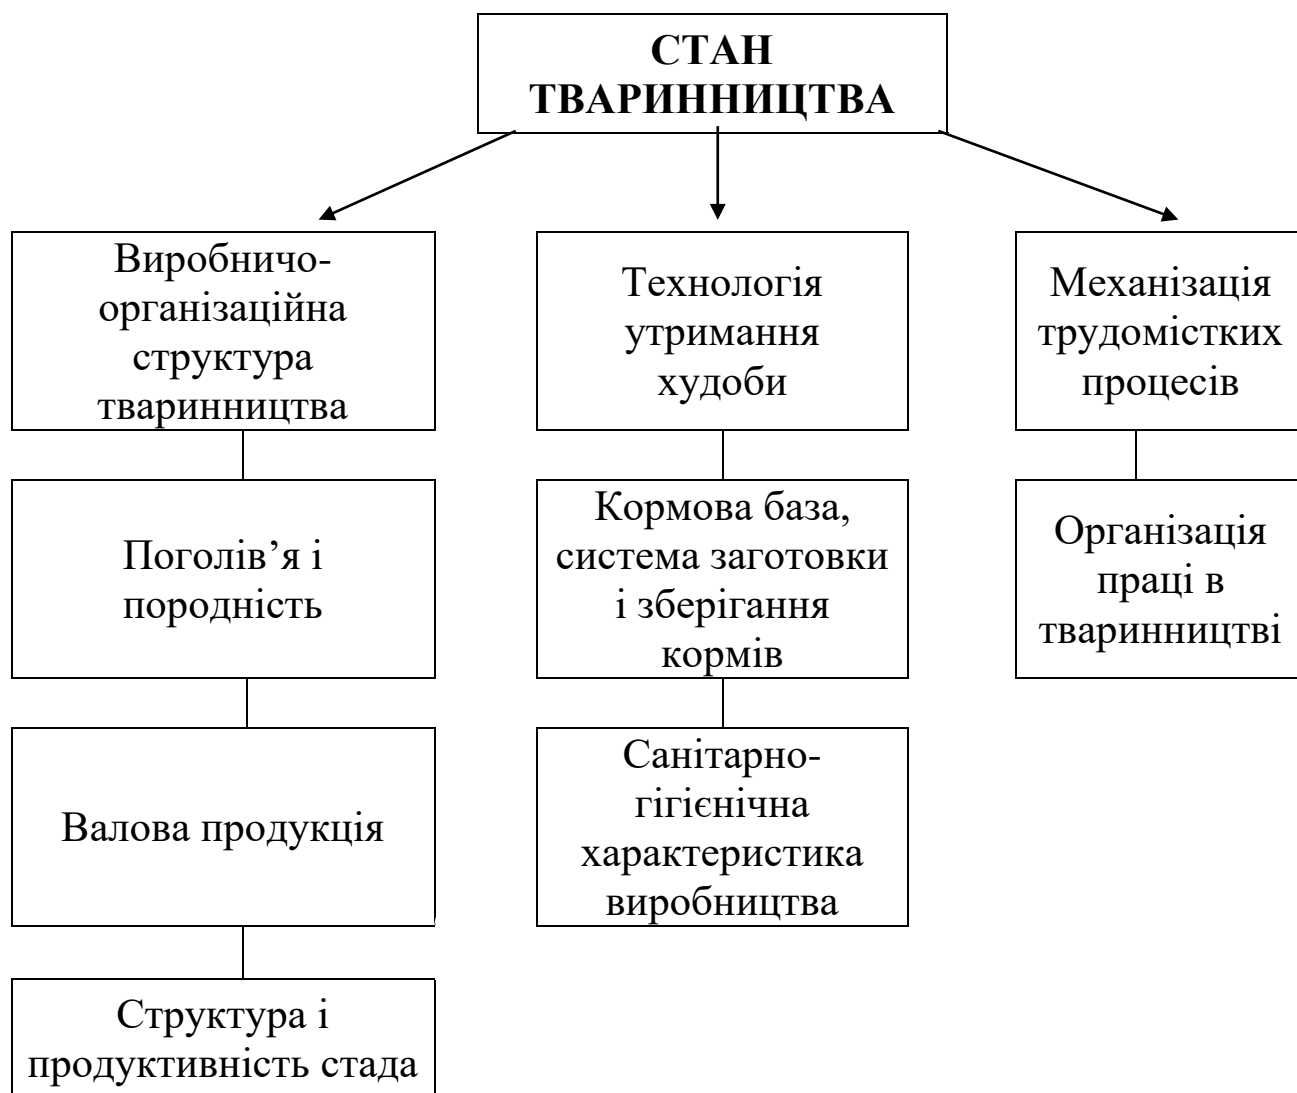 СТАН
ТВАРИННИЦТВА
Виробничо-
організаційна
структура
тваринництва
Технологія
утримання
худоби
Механізація
трудомістких
процесів
Поголів’я і
породність
Кормова база,
система заготовки
і зберігання
кормів
Організація
праці в
тваринництві
Валова продукція
Санітарно-
гігієнічна
характеристика
виробництва
Структура і
продуктивність стада